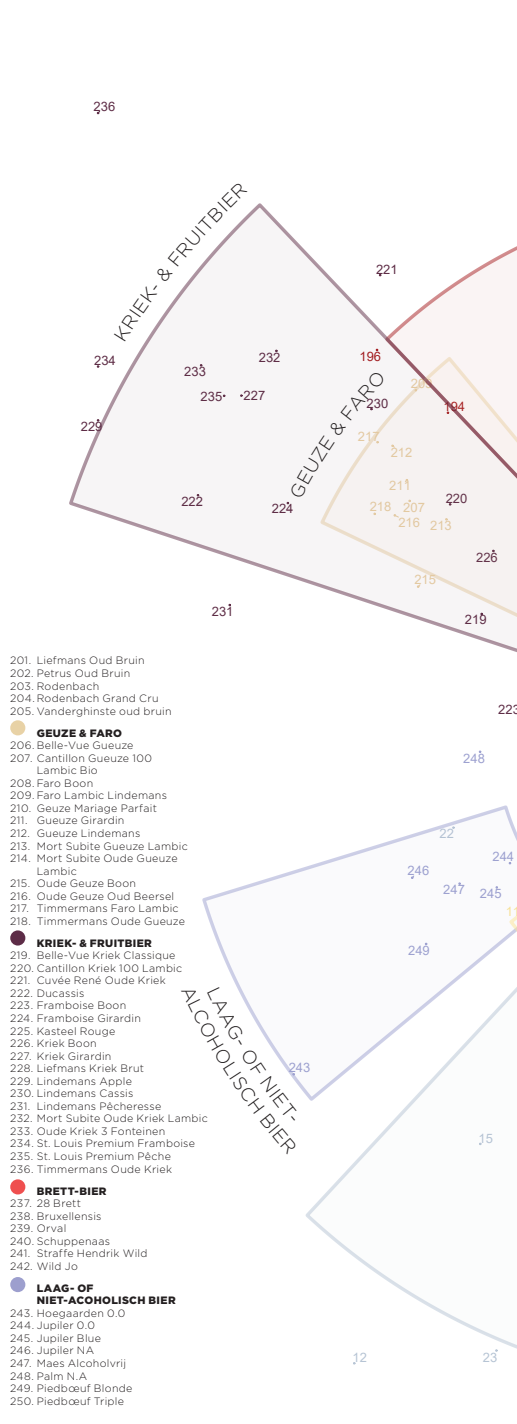 236
KRIEK- & FRUITBIER
221
234
233
232
196
235
227
GEUZE & FARO
230
194
229
217
212
211
222
224
218
207
220
216
213
226
215
231
219
201. Liefmans Oud Bruin
202. Petrus Oud Bruin
203. Rodenbach
204. Rodenbach Grand Cru
205. Vanderghinste oud bruin
GEUZE & FARO
206. Belle-Vue Gueuze
207. Cantillon Gueuze 100
Lambic Bio
208. Faro Boon
209. Faro Lambic Lindemans
210. Geuze Mariage Parfait
211. Gueuze Girardin
212. Gueuze Lindemans
213. Mort Subite Gueuze Lambic
214. Mort Subite Oude Gueuze
Lambic
215. Oude Geuze Boon
216. Oude Geuze Oud Beersel
217. Timmermans Faro Lambic
218. Timmermans Oude Gueuze
KRIEK- & FRUITBIER
219. Belle-Vue Kriek Classique
220. Cantillon Kriek 100 Lambic
221. Cuvée René Oude Kriek
222. Ducassis
223. Framboise Boon
224. Framboise Girardin
225. Kasteel Rouge
226. Kriek Boon
227. Kriek Girardin
228. Liefmans Kriek Brut
229. Lindemans Apple
230. Lindemans Cassis
231. Lindemans Pêcheresse
232. Mort Subite Oude Kriek Lambic
233. Oude Kriek 3 Fonteinen
234. St. Louis Premium Framboise
235. St. Louis Premium Pêche
236. Timmermans Oude Kriek
BRETT-BIER
237. 28 Brett
238. Bruxellensis
239. Orval
240. Schuppenaas
241. Straffe Hendrik Wild
242. Wild Jo
LAAG- OF
NIET-ACOHOLISCH BIER
243. Hoegaarden 0.0
244. Jupiler 0.0
245. Jupiler Blue
246. Jupiler NA
247. Maes Alcoholvrij
248. Palm N.A
249. Piedbœuf Blonde
250. Piedbœuf Triple
223
248
22
244
246
247
245
249
LAAG- OF NIET-
ALCOHOLISCH BIER
243
15
12
23